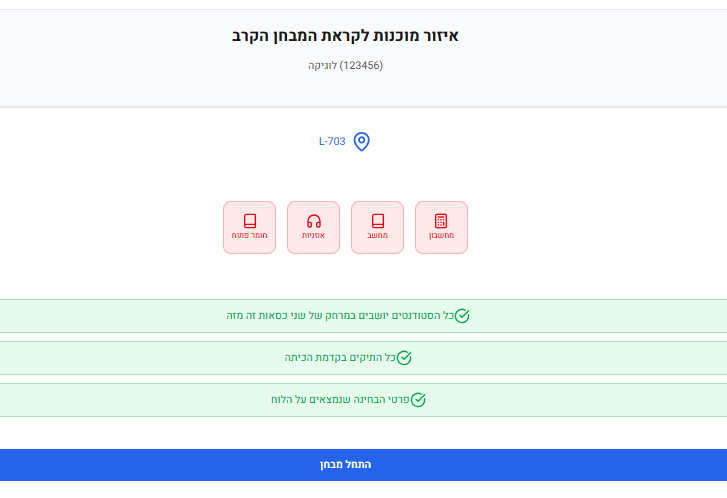 איזור מוכנות לקראת המבחן הקרב
לוגיקה (123456)
L-703
מחשבון
מחשב
אוזניות
חומר פתוח
כל הסטודנטים יושבים במרחק של שני כסאות זה מזה
כל התיקים בקדמת הכיתה
פרטי הבחינה שנמצאים על הלוח
התחל מבחן